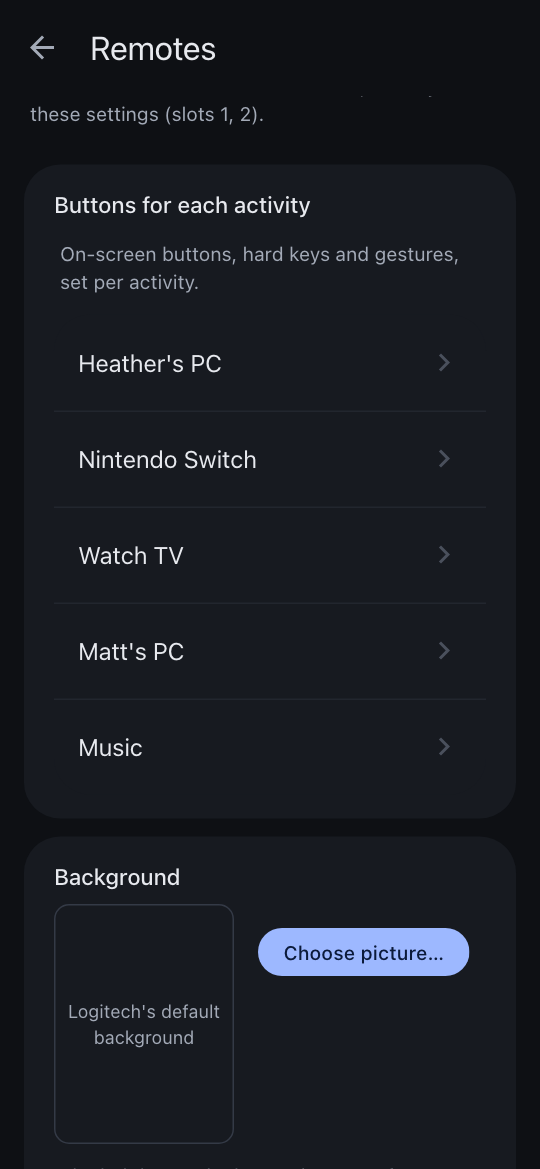 Remotes
these settings (slots 1, 2).
Buttons for each activity
On-screen buttons, hard keys and gestures,
set per activity.
Heather's PC
Nintendo Switch
Watch TV
Matt's PC
Music
Background
Choose picture...
Logitech's default
background